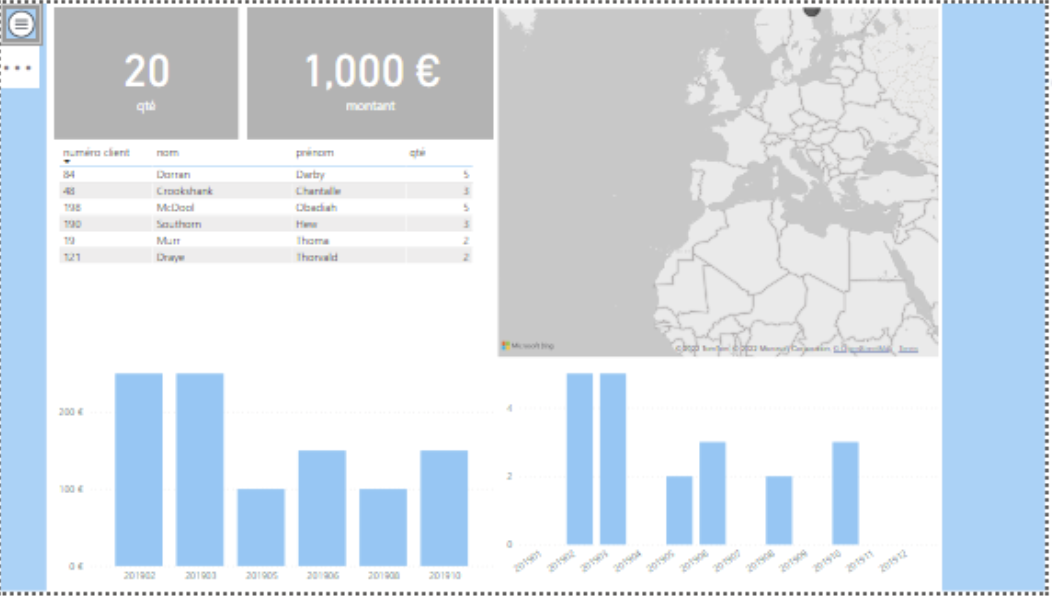 20
qté
1,000 €
montant
numéro client nom prénom qté
84 Dorran Darby 5
48 Crookshank Chantalle 3
198 McDool Obadiah 5
190 Southorn Hew 3
19 Murr Thoma 2
121 Draye Thorvald 2
Microsoft Bing
© 2022 TomTom, © 2022 Microsoft Corporation, © OpenStreetMap Terms
200 €
100 €
0 €
201902 201903 201905 201906 201908 201910
4
2
0
201901 201902 201903 201904 201905 201906 201907 201908 201909 201910 201911 201912